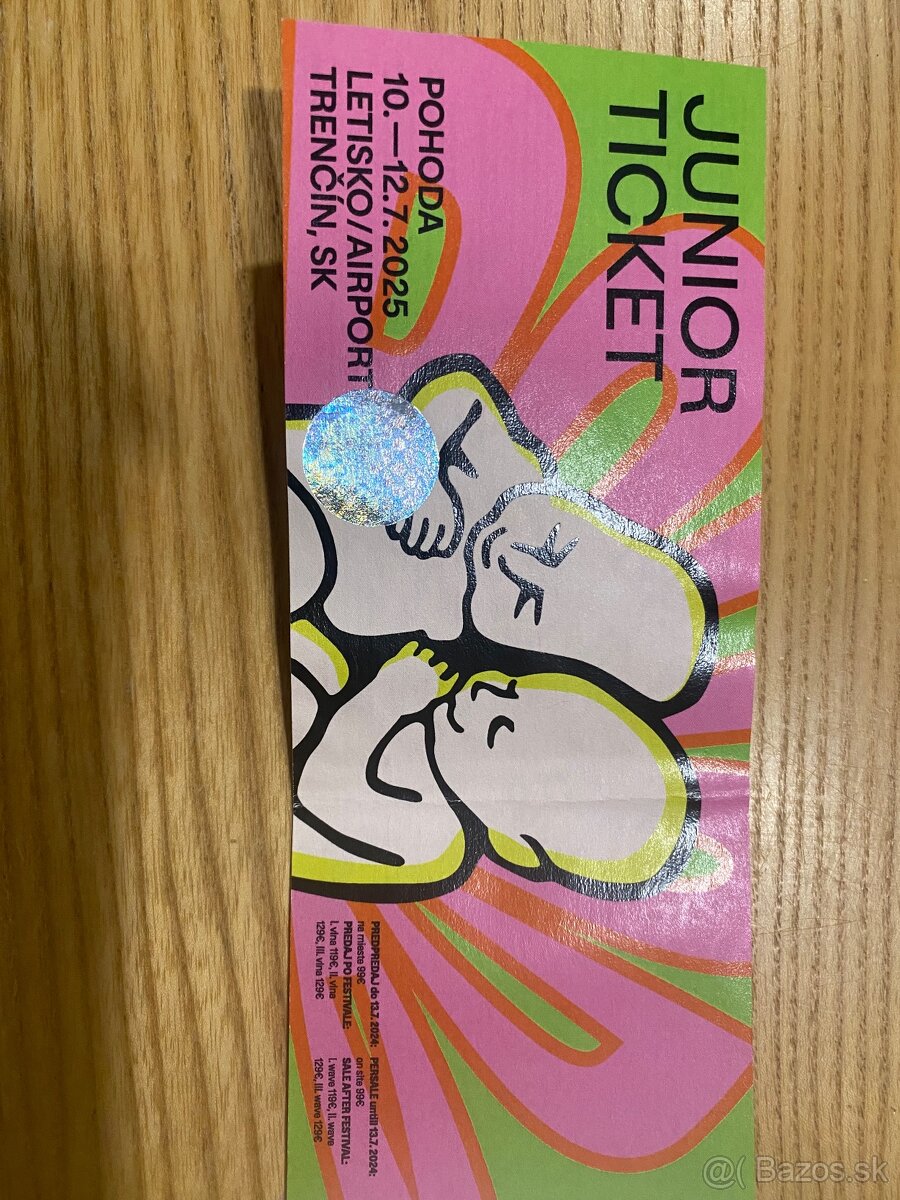 JUNIOR
TICKET
POHODA
10.—12.7. 2025
LETISKO/AIRPORT
TRENČÍN, SK
PREDPREDAJ do 13.7. 2024:
na mieste 99€
PREDAJ PO FESTIVALE:
I. vlna 119€, II. vlna
129€, III. vlna 129€
PERSALE untill 13.7. 2024:
on site 99€
SALE AFTER FESTIVAL:
I. wave 119€, II. wave
129€, III. wave 129€
@( Bazos.sk